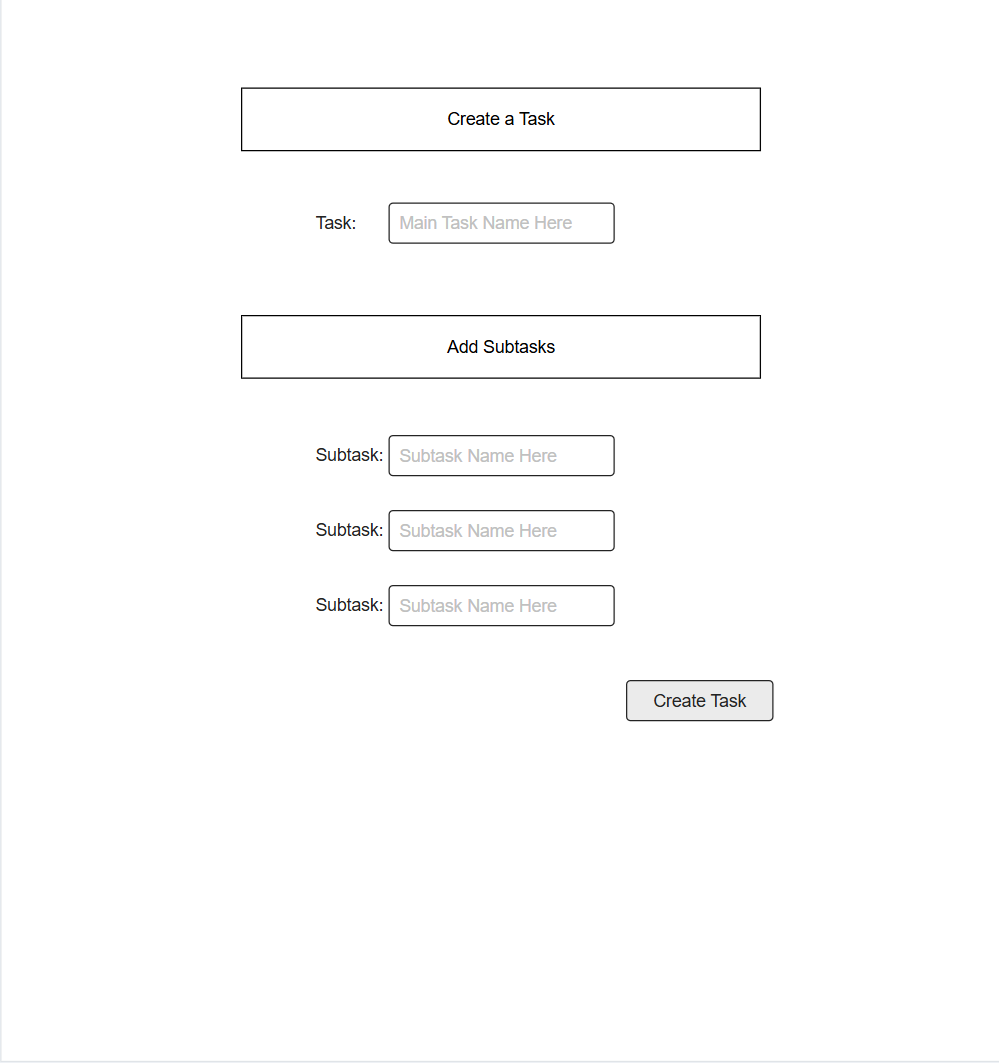 Create a Task
Task: Main Task Name Here
Add Subtasks
Subtask: Subtask Name Here
Subtask: Subtask Name Here
Subtask: Subtask Name Here
Create Task